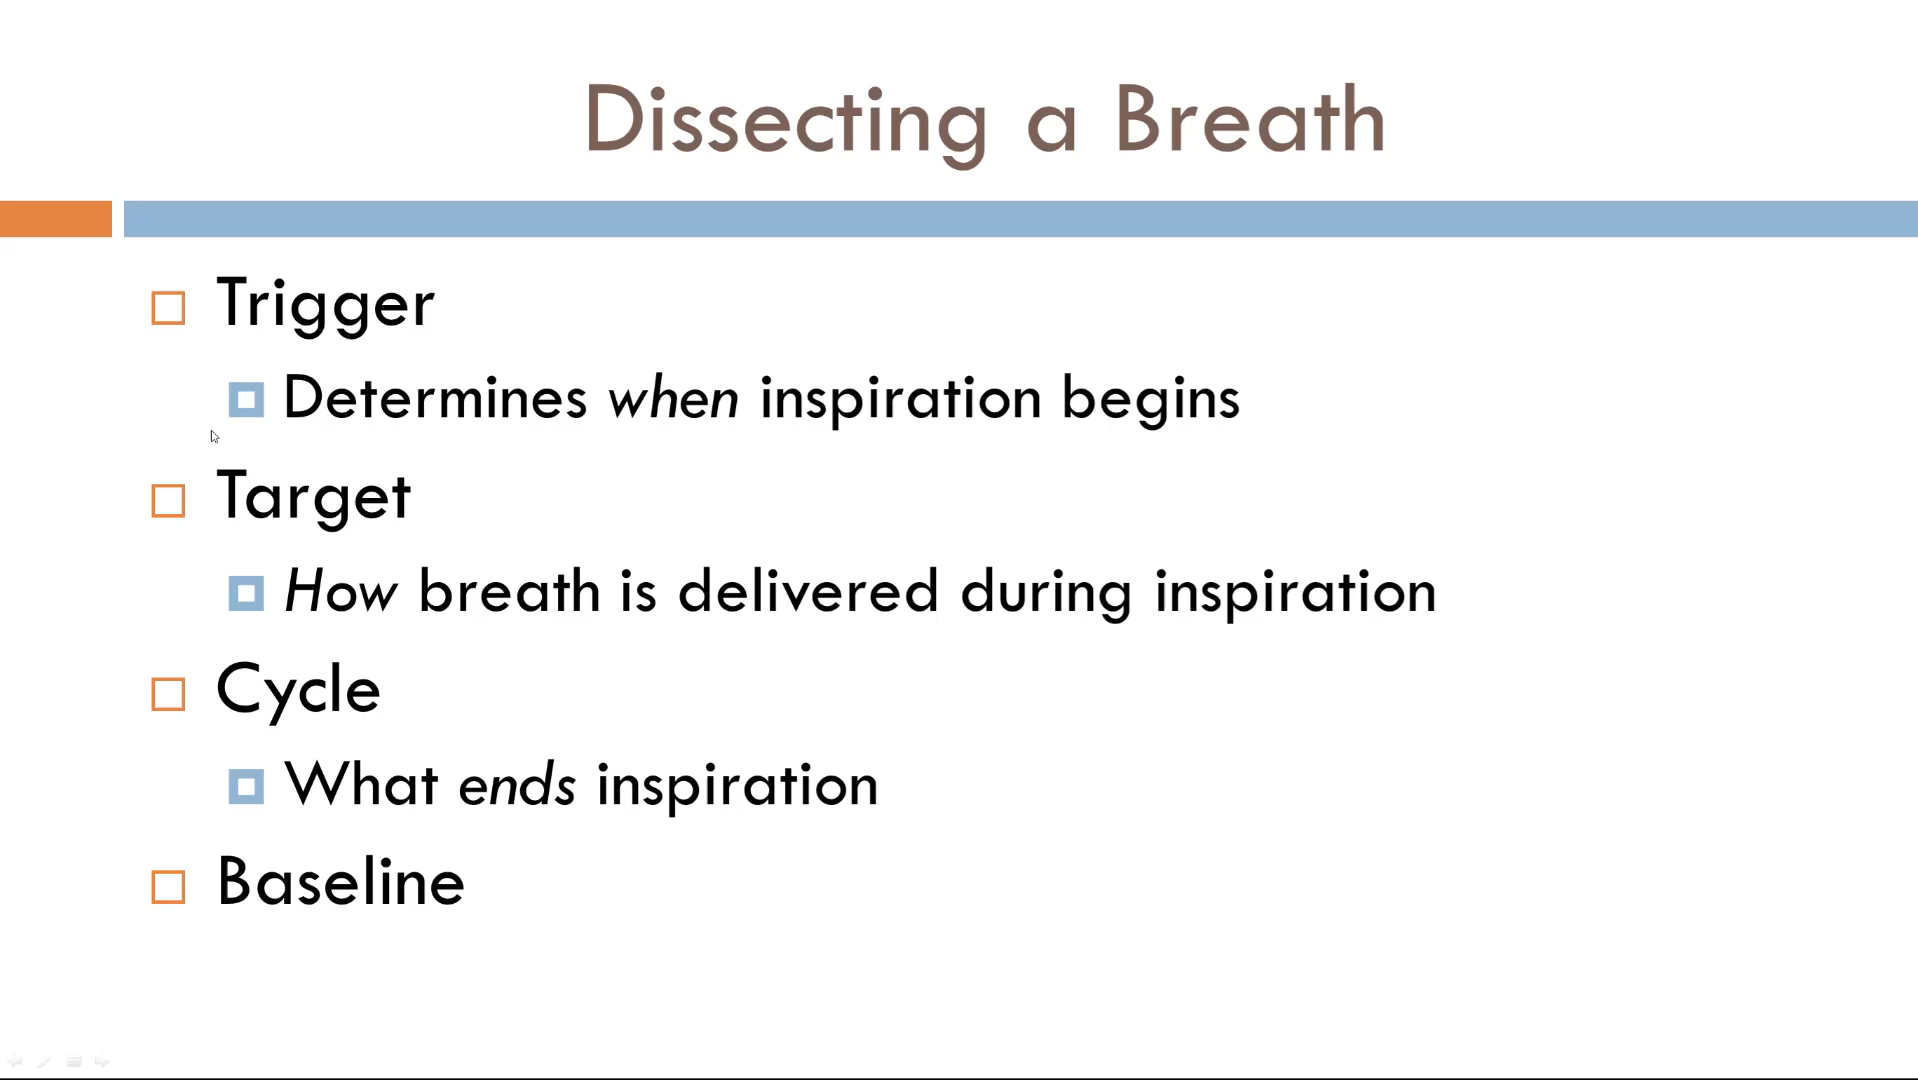 Dissecting a Breath
Trigger
Determines when inspiration begins
Target
How breath is delivered during inspiration
Cycle
What ends inspiration
Baseline